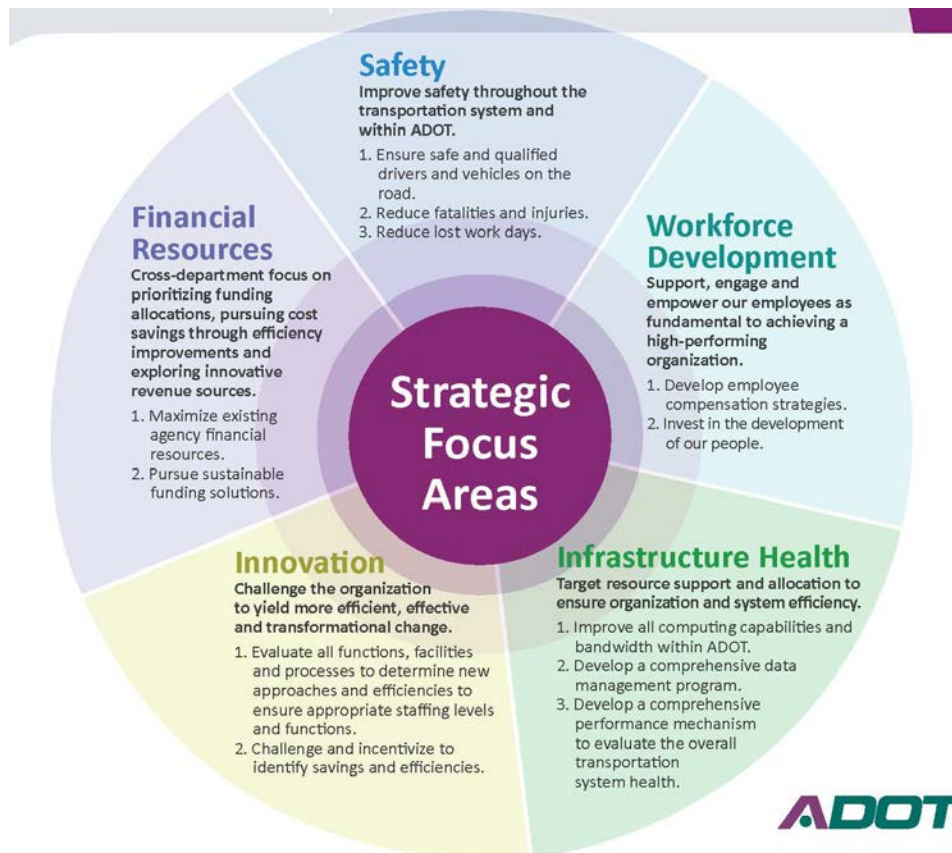 Safety
Improve safety throughout the
transportation system and
within ADOT.
1. Ensure safe and qualified
drivers and vehicles on the
road.
2. Reduce fatalities and injuries.
3. Reduce lost work days.
Workforce
Development
Support, engage and
empower our employees as
fundamental to achieving a
high-performing
organization.
1. Develop employee
compensation strategies.
2. Invest in the development
of our people.
Infrastructure Health
Target resource support and allocation to
ensure organization and system efficiency.
1. Improve all computing capabilities and
bandwidth within ADOT.
2. Develop a comprehensive data
management program.
3. Develop a comprehensive
performance mechanism
to evaluate the overall
transportation
system health.
Innovation
Challenge the organization
to yield more efficient, effective
and transformational change.
1. Evaluate all functions, facilities
and processes to determine new
approaches and efficiencies to
ensure appropriate staffing levels
and functions.
2. Challenge and incentivize to
identify savings and efficiencies.
Financial
Resources
Cross-department focus on
prioritizing funding
allocations, pursuing cost
savings through efficiency
improvements and
exploring innovative
revenue sources.
1. Maximize existing
agency financial
resources.
2. Pursue sustainable
funding solutions.
Strategic
Focus
Areas
ADOT